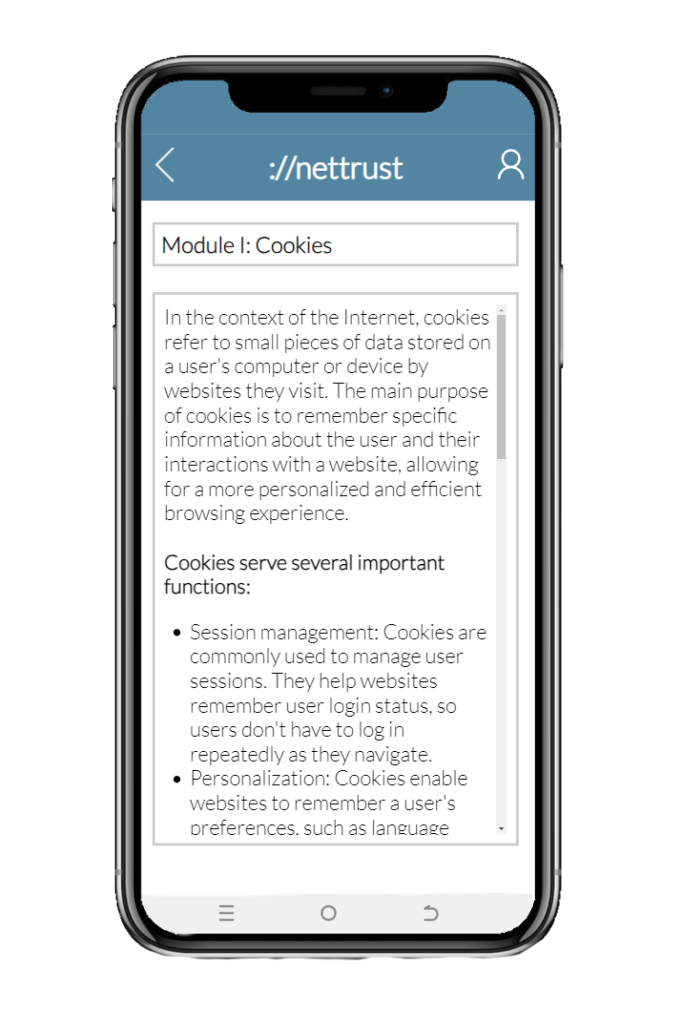 ://nettrust
Module I: Cookies
In the context of the Internet, cookies
refer to small pieces of data stored on
a user's computer or device by
websites they visit. The main purpose
of cookies is to remember specific
information about the user and their
interactions with a website, allowing
for a more personalized and efficient
browsing experience.
Cookies serve several important
functions:
• Session management: Cookies are
commonly used to manage user
sessions. They help websites
remember user login status, so
users don't have to log in
repeatedly as they navigate.
• Personalization: Cookies enable
websites to remember a user's
preferences, such as language